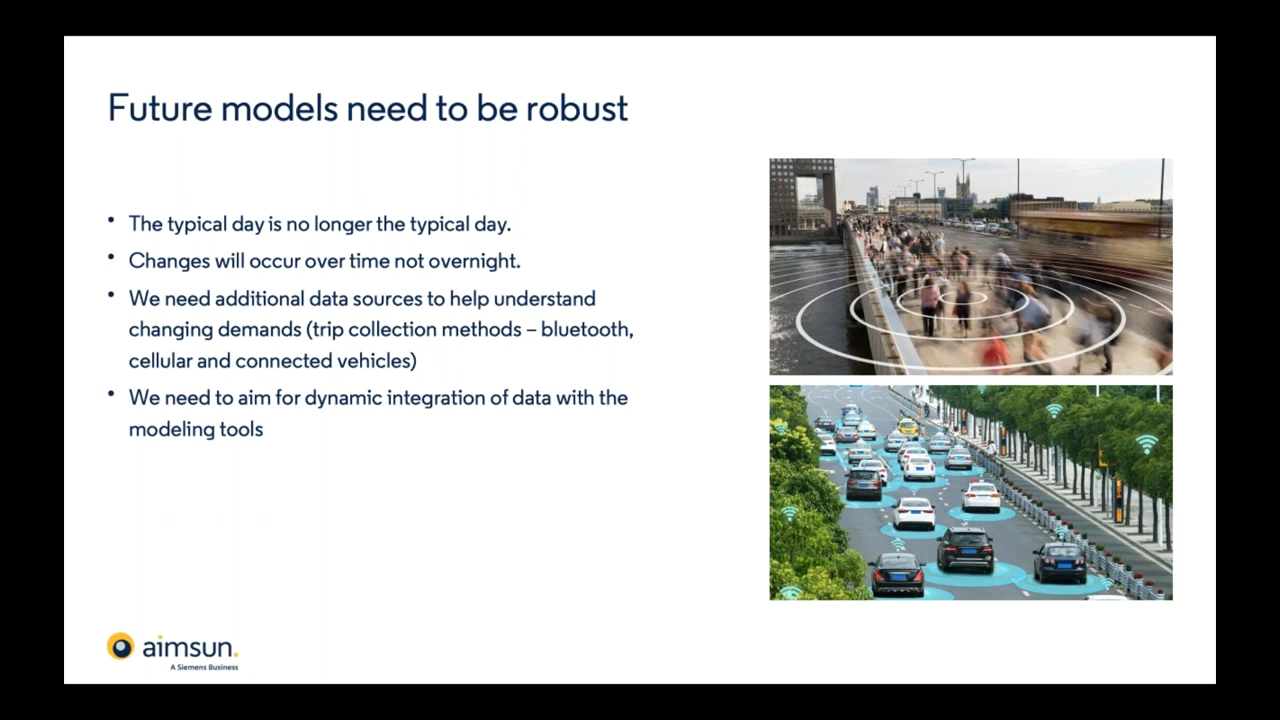 Future models need to be robust
• The typical day is no longer the typical day.
• Changes will occur over time not overnight.
• We need additional data sources to help understand
changing demands (trip collection methods – bluetooth,
cellular and connected vehicles)
• We need to aim for dynamic integration of data with the
modeling tools
aimsun.
A Siemens Business